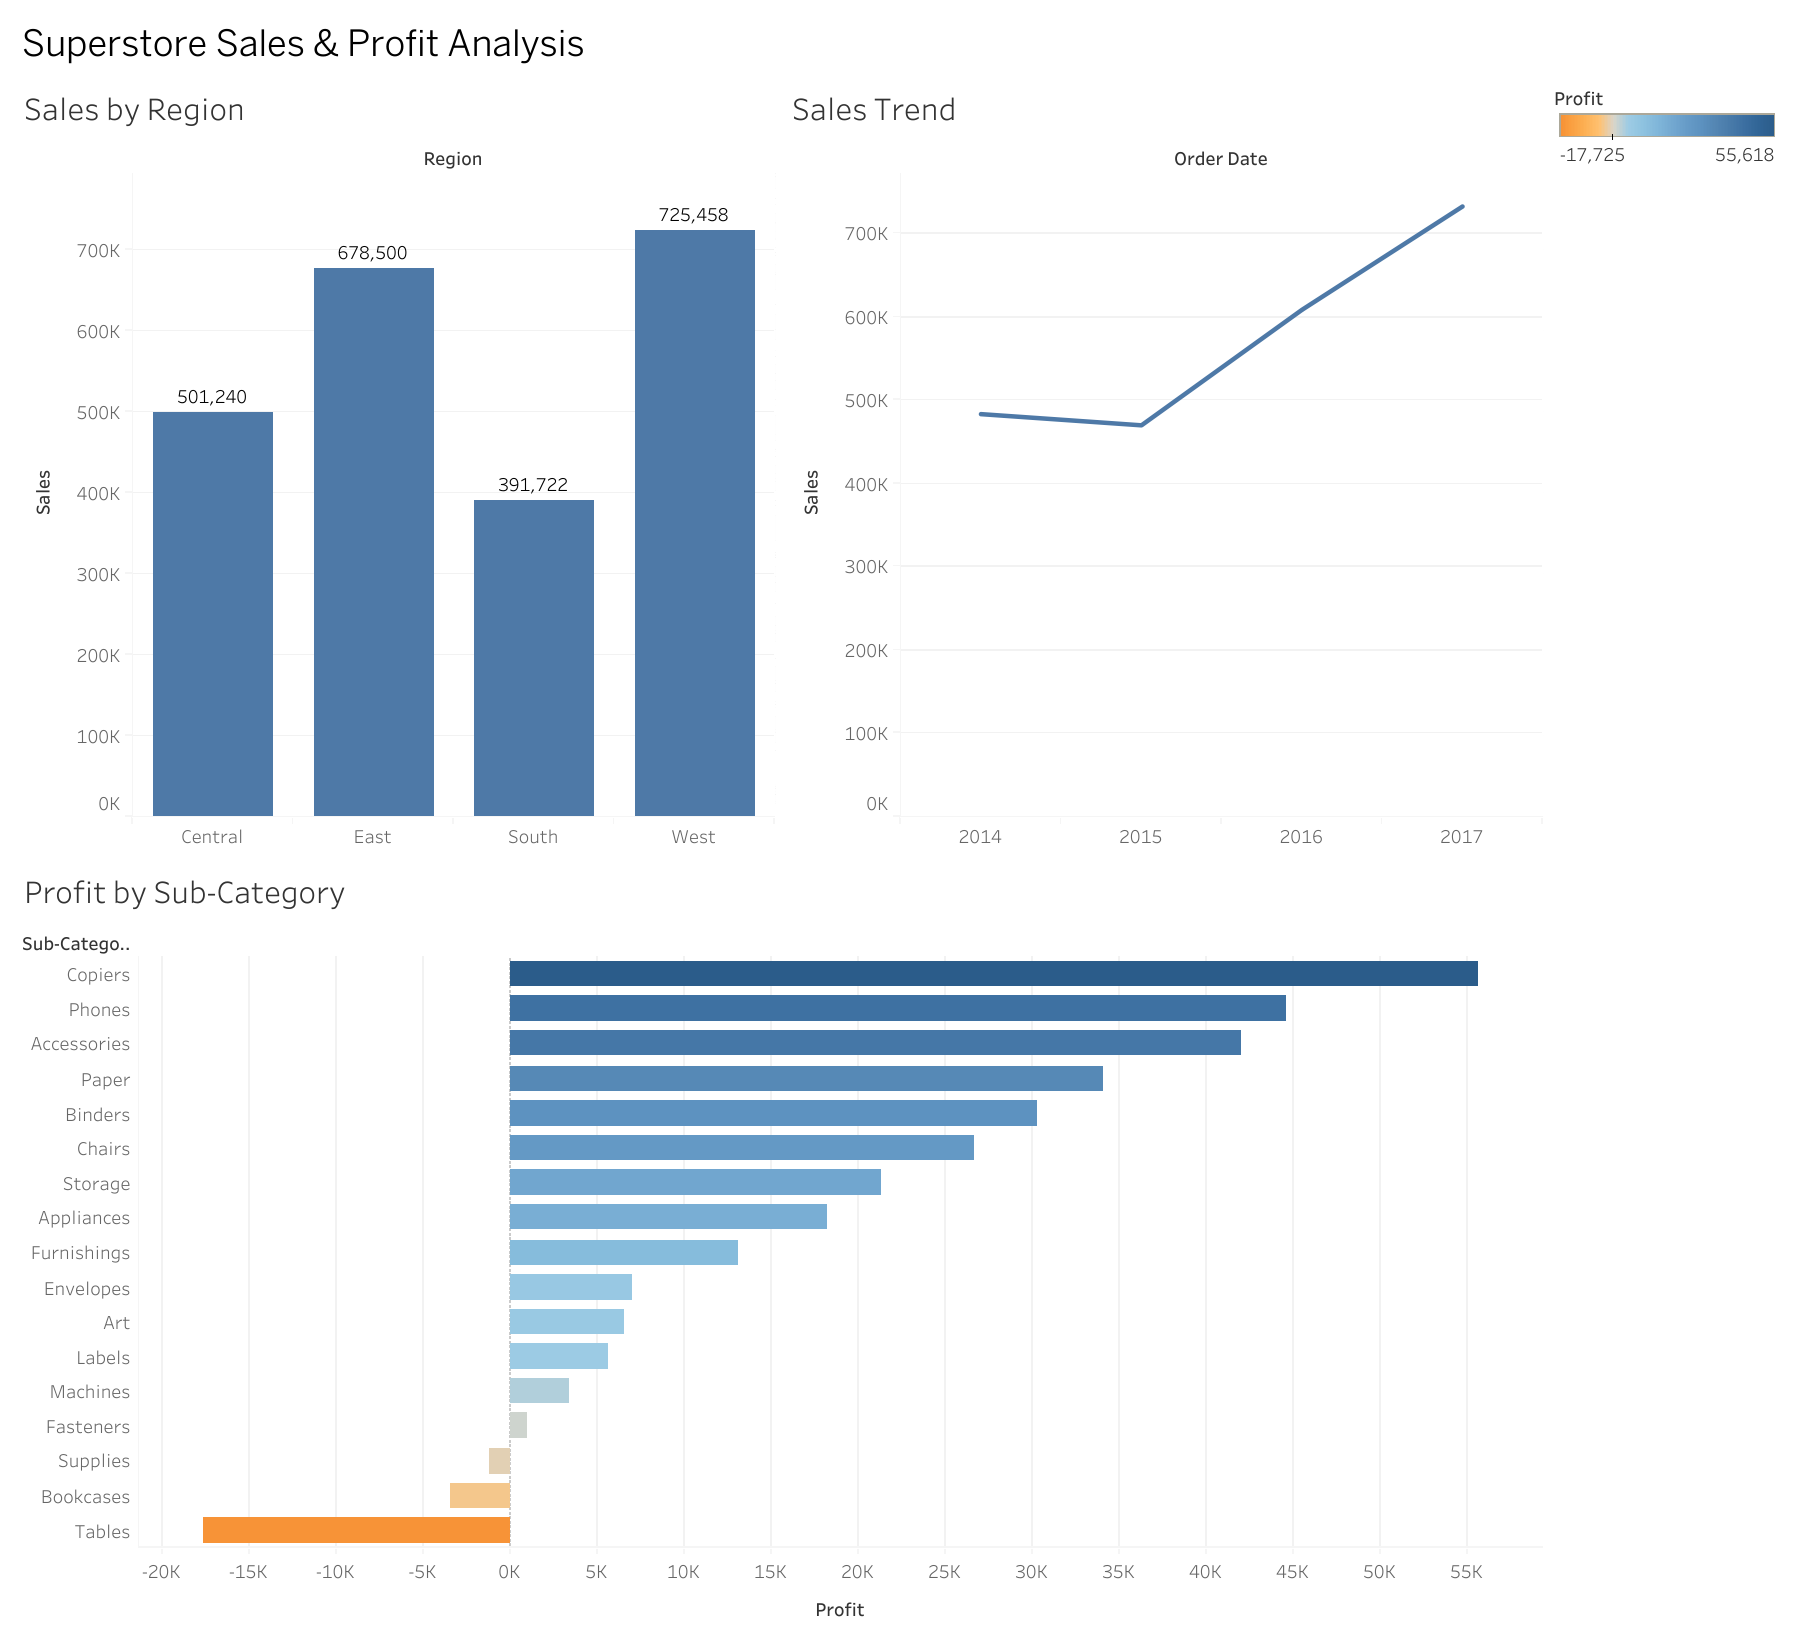 Superstore Sales & Profit Analysis
Sales by Region
Region
Sales
700K
600K
500K
400K
300K
200K
100K
0K
501,240
678,500
391,722
725,458
Central East South West
Sales Trend
Order Date
Sales
700K
600K
500K
400K
300K
200K
100K
0K
2014 2015 2016 2017
Profit
-17,725 55,618
Profit by Sub-Category
Sub-Catego..
Copiers
Phones
Accessories
Paper
Binders
Chairs
Storage
Appliances
Furnishings
Envelopes
Art
Labels
Machines
Fasteners
Supplies
Bookcases
Tables
-20K -15K -10K -5K 0K 5K 10K 15K 20K 25K 30K 35K 40K 45K 50K 55K
Profit